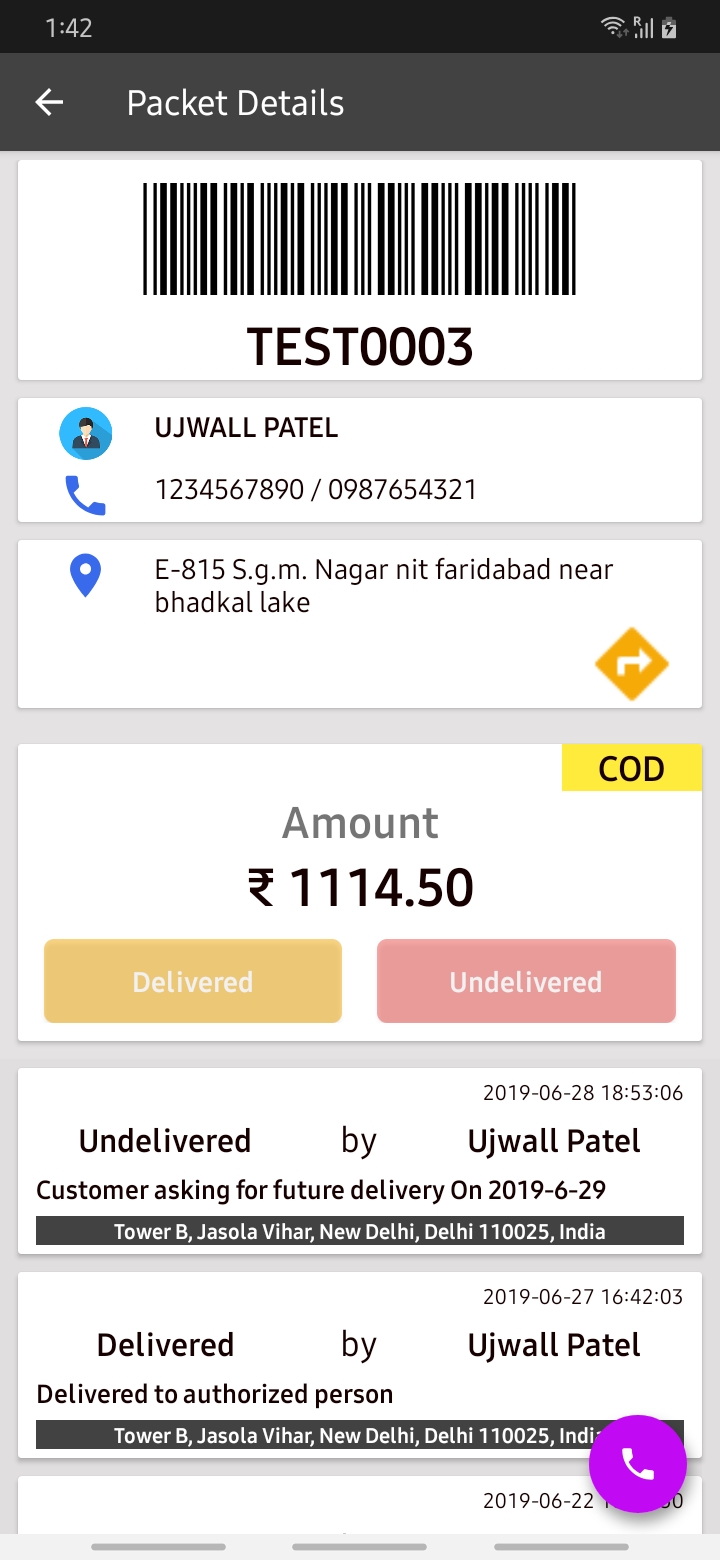 1:42
R
Packet Details
TEST0003
UJWALL PATEL
1234567890 / 0987654321
E-815 S.g.m. Nagar nit faridabad near
bhadkal lake
COD
Amount
₹ 1114.50
Delivered Undelivered
2019-06-28 18:53:06
Undelivered by Ujwall Patel
Customer asking for future delivery On 2019-6-29
Tower B, Jasola Vihar, New Delhi, Delhi 110025, India
2019-06-27 16:42:03
Delivered by Ujwall Patel
Delivered to authorized person
Tower B, Jasola Vihar, New Delhi, Delhi 110025,
2019-06-22